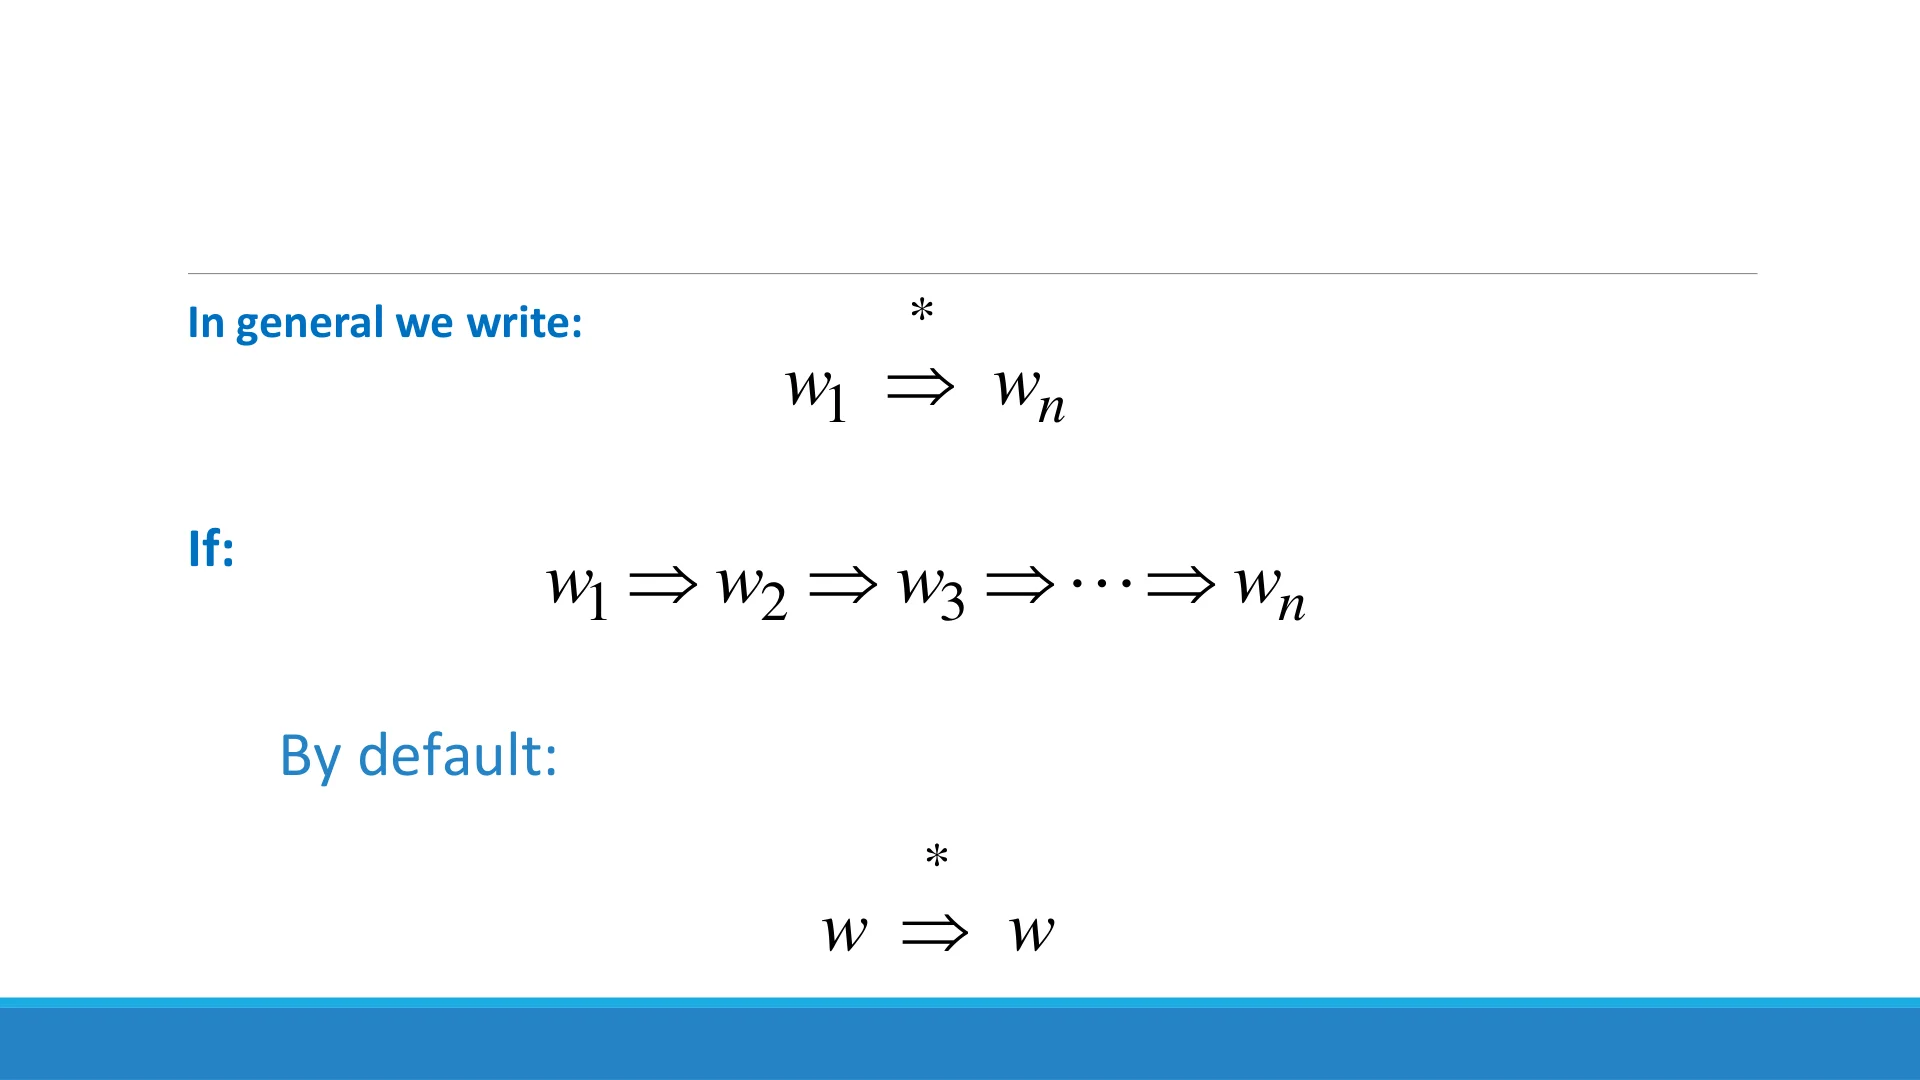 In general we write:
*
w₁ ⇒ wₙ
If:
w₁ ⇒ w₂ ⇒ w₃ ⇒ ⋯ ⇒ wₙ
By default:
*
w ⇒ w